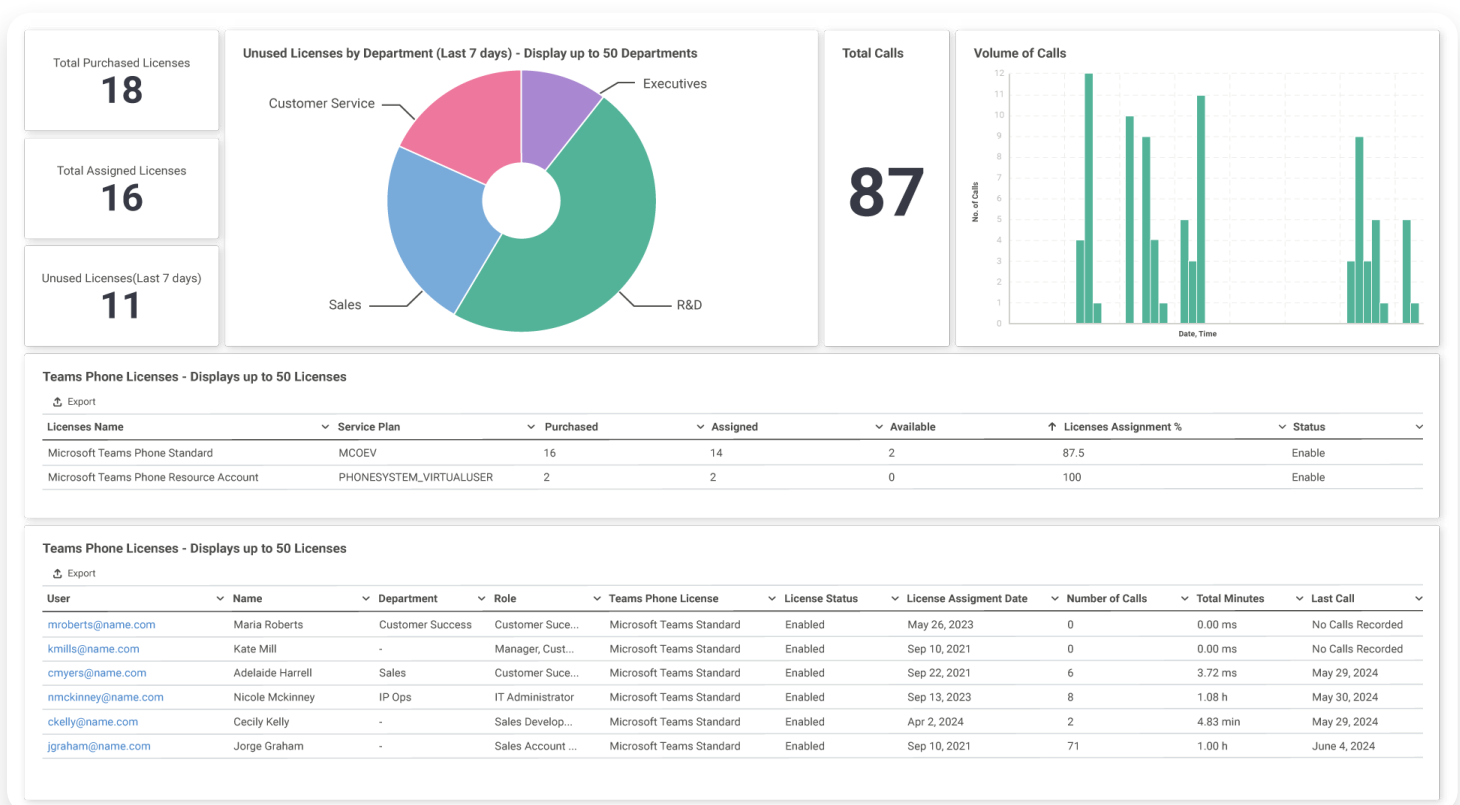 Total Purchased Licenses
18
Total Assigned Licenses
16
Unused Licenses(Last 7 days)
11
Unused Licenses by Department (Last 7 days) - Display up to 50 Departments
Executives
Customer Service
Sales
R&D
Total Calls
87
Volume of Calls
12
11
10
9
8
7
6
5
4
3
2
1
0
No. of Calls
Date, Time
Teams Phone Licenses - Displays up to 50 Licenses
Export
Licenses Name Service Plan Purchased Assigned Available Licenses Assignment % Status
Microsoft Teams Phone Standard MCOEV 16 14 2 87.5 Enable
Microsoft Teams Phone Resource Account PHONESYSTEM_VIRTUALUSER 2 2 0 100 Enable
Teams Phone Licenses - Displays up to 50 Licenses
Export
User Name Department Role Teams Phone License License Status License Assigment Date Number of Calls Total Minutes Last Call
mroberts@name.com Maria Roberts Customer Success Customer Suce... Microsoft Teams Standard Enabled May 26, 2023 0 0.00 ms No Calls Recorded
kmills@name.com Kate Mill - Manager, Cust... Microsoft Teams Standard Enabled Sep 10, 2021 0 0.00 ms No Calls Recorded
cmyers@name.com Adelaide Harrell Sales Customer Suce... Microsoft Teams Standard Enabled Sep 22, 2021 6 3.72 ms May 29, 2024
nmckinney@name.com Nicole Mckinney IP Ops IT Administrator Microsoft Teams Standard Enabled Sep 13, 2023 8 1.08 h May 30, 2024
ckelly@name.com Cecily Kelly - Sales Develop... Microsoft Teams Standard Enabled Apr 2, 2024 2 4.83 min May 29, 2024
jgraham@name.com Jorge Graham - Sales Account ... Microsoft Teams Standard Enabled Sep 10, 2021 71 1.00 h June 4, 2024